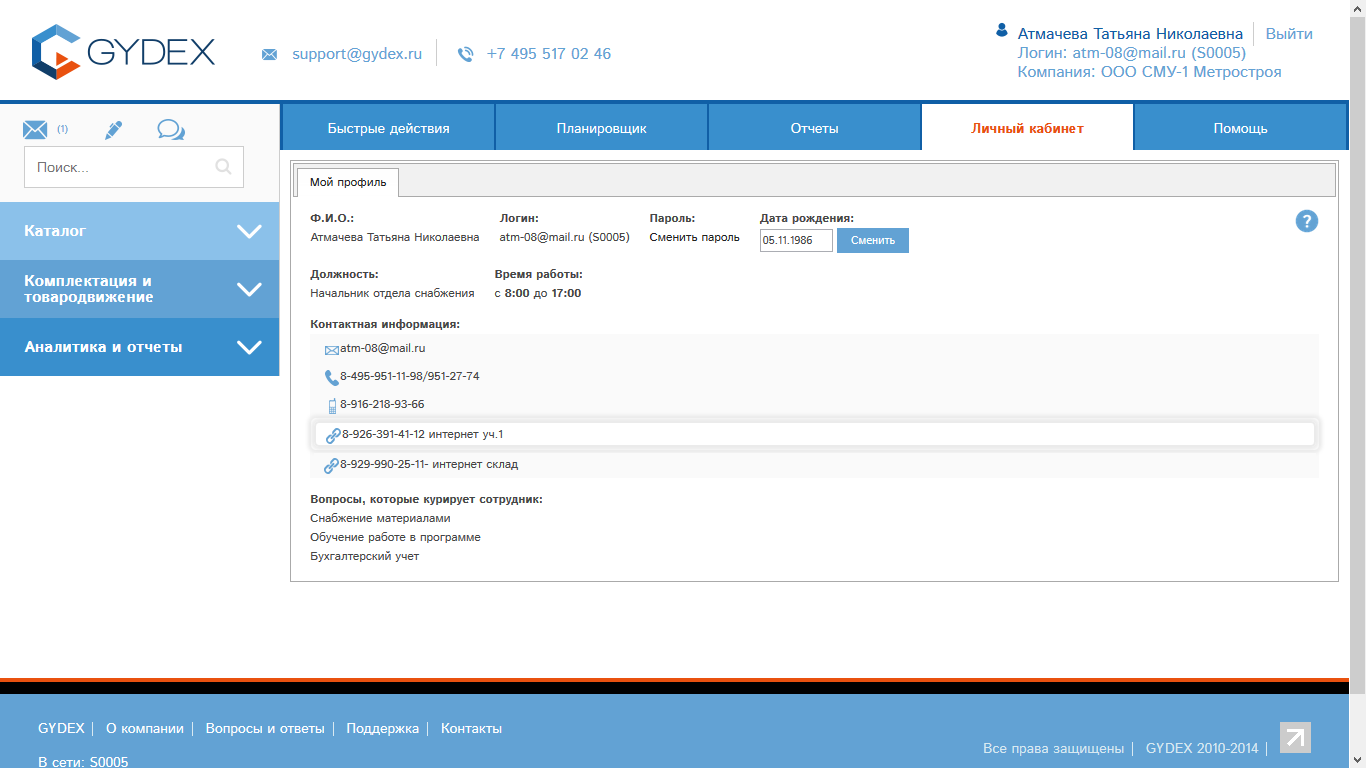 GYDEX
support@gydex.ru
+7 495 517 02 46
Атмачева Татьяна Николаевна
Выйти
Логин: atm-08@mail.ru (S0005)
Компания: ООО СМУ-1 Метростроя
(1)
Поиск...
Каталог
Комплектация и
товародвижение
Аналитика и отчеты
Быстрые действия
Планировщик
Отчеты
Личный кабинет
Помощь
Мой профиль
Ф.И.О.:
Атмачева Татьяна Николаевна
Логин:
atm-08@mail.ru (S0005)
Пароль:
Сменить пароль
Дата рождения:
05.11.1986
Сменить
?
Должность:
Начальник отдела снабжения
Время работы:
с 8:00 до 17:00
Контактная информация:
atm-08@mail.ru
8-495-951-11-98/951-27-74
8-916-218-93-66
8-926-391-41-12 интернет уч.1
8-929-990-25-11- интернет склад
Вопросы, которые курирует сотрудник:
Снабжение материалами
Обучение работе в программе
Бухгалтерский учет
GYDEX | О компании | Вопросы и ответы | Поддержка | Контакты
Все права защищены | GYDEX 2010-2014 |
В сети: S0005